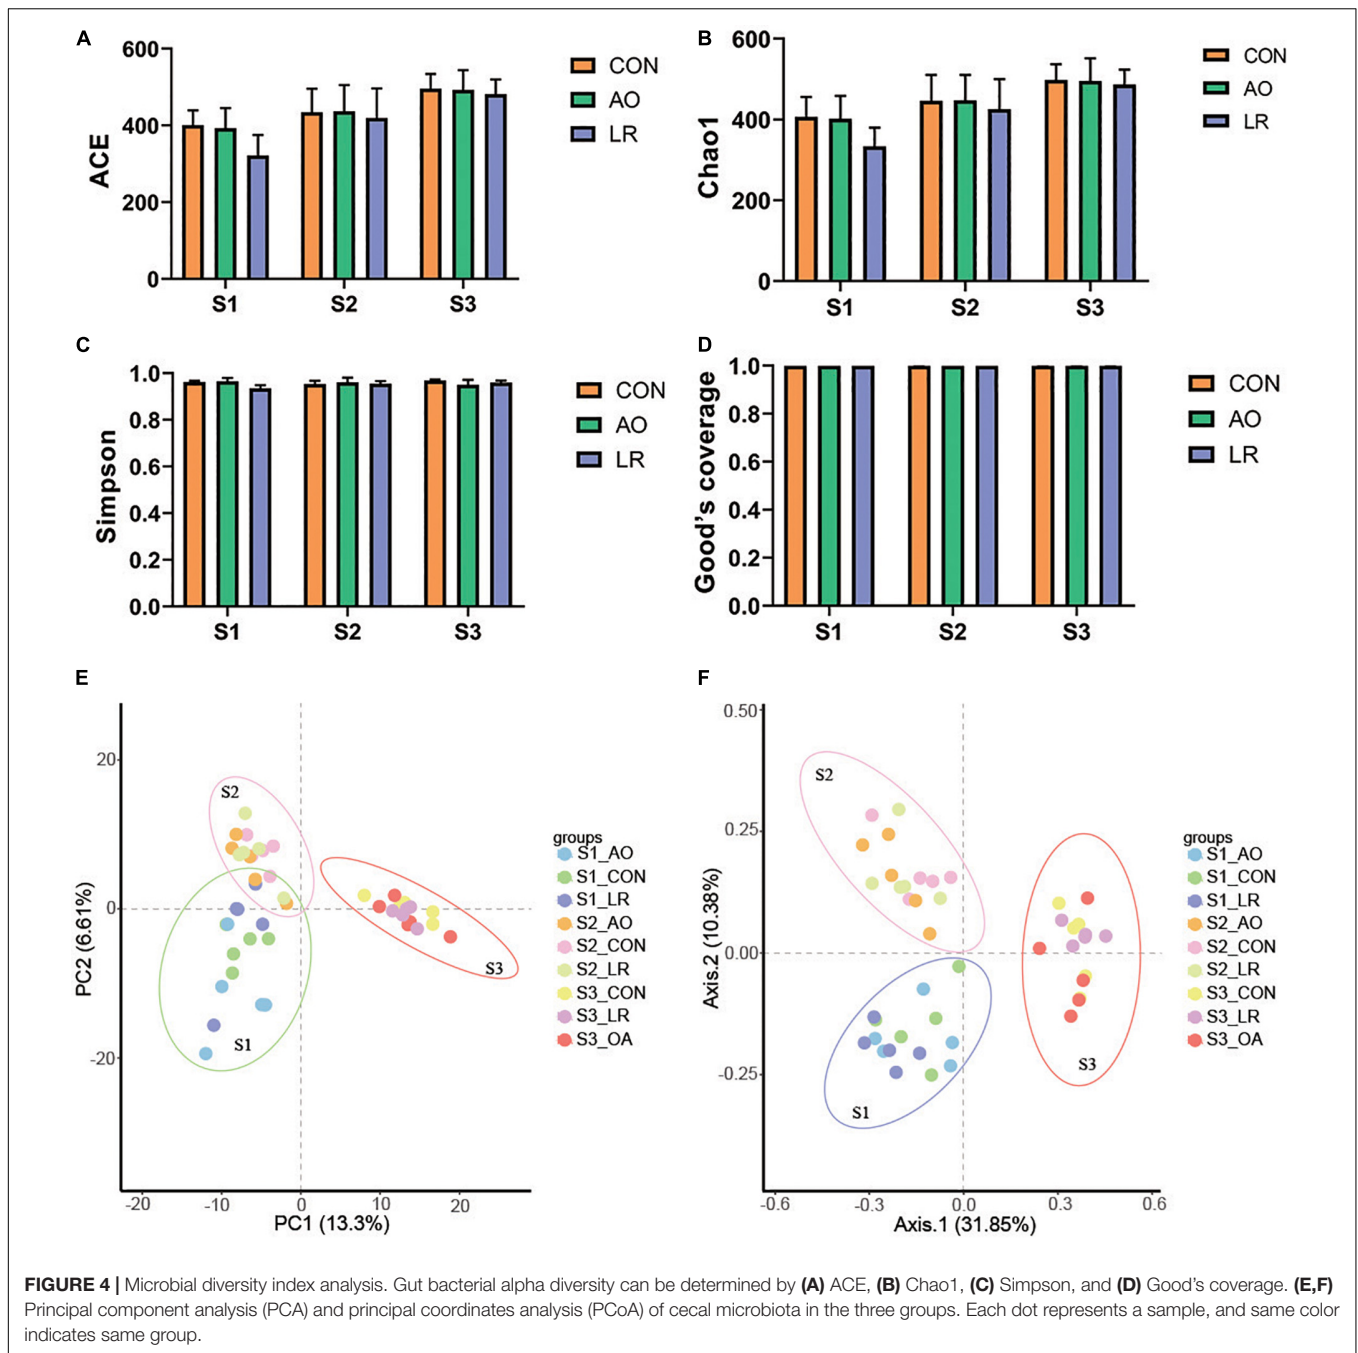 A
600
400
200
0
ACE
S1
S2
S3
CON
AO
LR
B
600
400
200
0
Chao1
S1
S2
S3
CON
AO
LR
C
1.0
0.8
0.6
0.4
0.2
0.0
Simpson
S1
S2
S3
CON
AO
LR
D
1.0
0.8
0.6
0.4
0.2
0.0
Good's coverage
S1
S2
S3
CON
AO
LR
E
20
0
-20
PC2 (6.61%)
S2
S1
S3
-20
-10
0
10
20
PC1 (13.3%)
groups
S1_AO
S1_CON
S1_LR
S2_AO
S2_CON
S2_LR
S3_CON
S3_LR
S3_OA
F
0.50
0.25
0.00
-0.25
Axis.2 (10.38%)
S2
S1
S3
-0.6
-0.3
0.0
0.3
0.6
Axis.1 (31.85%)
groups
S1_AO
S1_CON
S1_LR
S2_AO
S2_CON
S2_LR
S3_CON
S3_LR
S3_OA
FIGURE 4 | Microbial diversity index analysis. Gut bacterial alpha diversity can be determined by (A) ACE, (B) Chao1, (C) Simpson, and (D) Good's coverage. (E,F)
Principal component analysis (PCA) and principal coordinates analysis (PCoA) of cecal microbiota in the three groups. Each dot represents a sample, and same color
indicates same group.